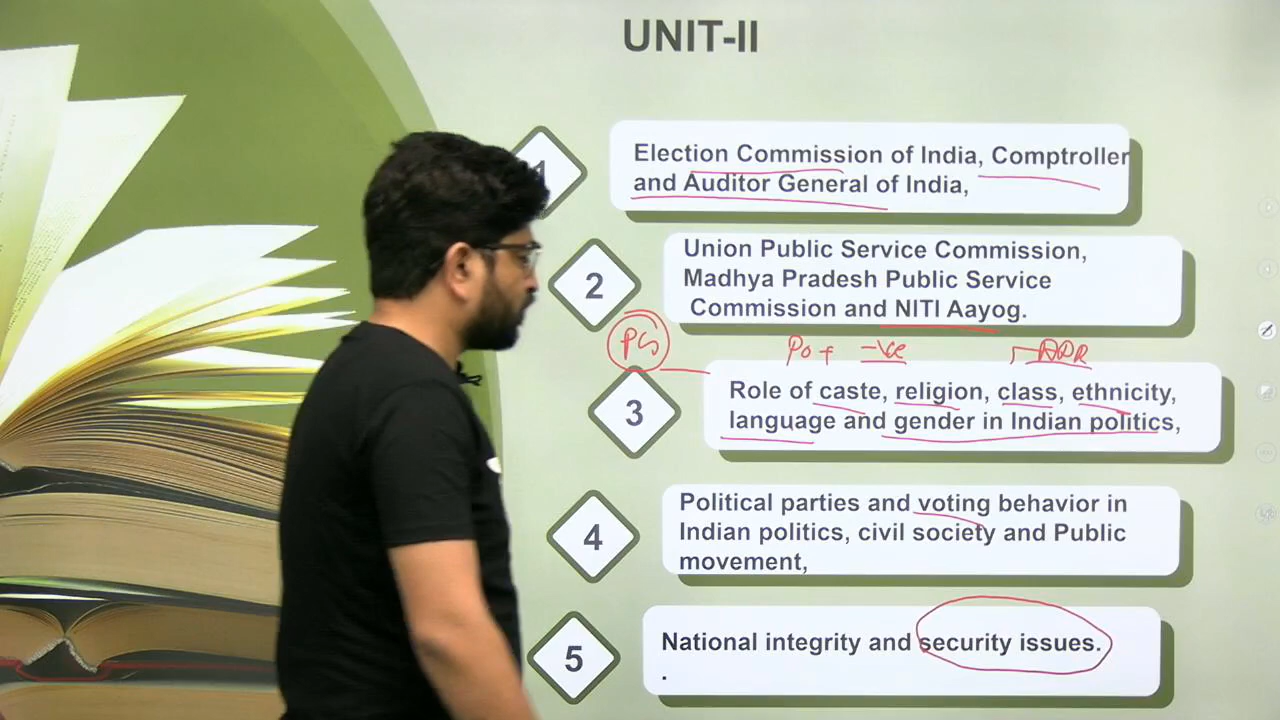 UNIT-II
1
Election Commission of India, Comptroller
and Auditor General of India,
2
Union Public Service Commission,
Madhya Pradesh Public Service
Commission and NITI Aayog.
-ve
ADR
3
Role of caste, religion, class, ethnicity,
language and gender in Indian politics,
4
Political parties and voting behavior in
Indian politics, civil society and Public
movement,
5
National integrity and security issues.
.